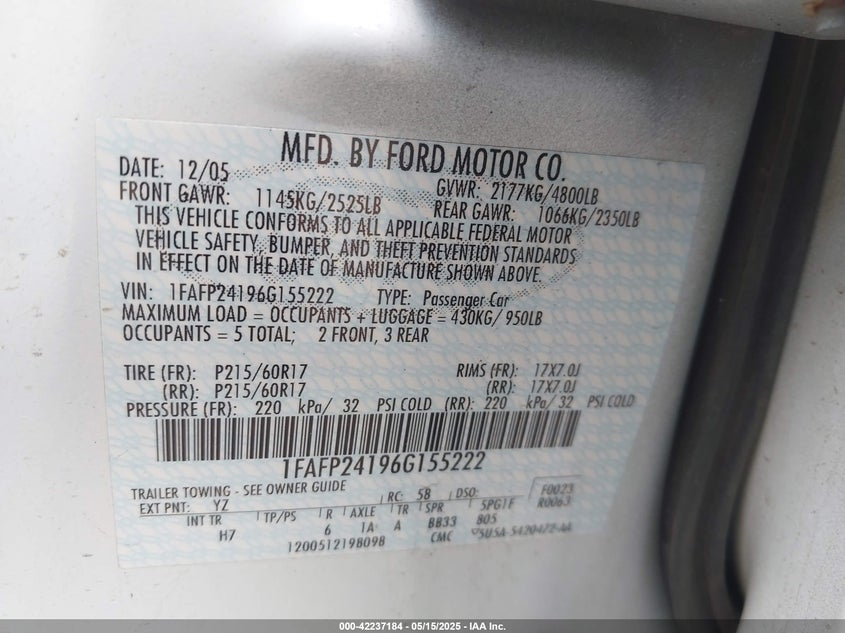 MFD. BY FORD MOTOR CO.
DATE: 12/05 GVWR: 2177KG/4800LB
FRONT GAWR: 1145KG/2525LB REAR GAWR: 1066KG/2350LB
THIS VEHICLE CONFORMS TO ALL APPLICABLE FEDERAL MOTOR
VEHICLE SAFETY, BUMPER, AND THEFT PREVENTION STANDARDS
IN EFFECT ON THE DATE OF MANUFACTURE SHOWN ABOVE.
VIN: 1FAFP24196G155222 TYPE: Passenger Car
MAXIMUM LOAD = OCCUPANTS + LUGGAGE = 430KG/ 950LB
OCCUPANTS = 5 TOTAL; 2 FRONT, 3 REAR
TIRE (FR): P215/60R17 RIMS (FR): 17X7.0J
(RR): P215/60R17 (RR): 17X7.0J
PRESSURE (FR): 220 kPa/ 32 PSI COLD (RR): 220 kPa/ 32 PSI COLD
1FAFP24196G155222
TRAILER TOWING - SEE OWNER GUIDE
EXT PNT: YZ RC: 58 DSO: F0023
R0063
INT TR TP/PS R AXLE TR SPR SPGIF
H7 6 1A A BB33 805
1200512198098 CMC 5U5A-5420472-AA
000-42237184 — 05/15/2025 — IAA Inc.